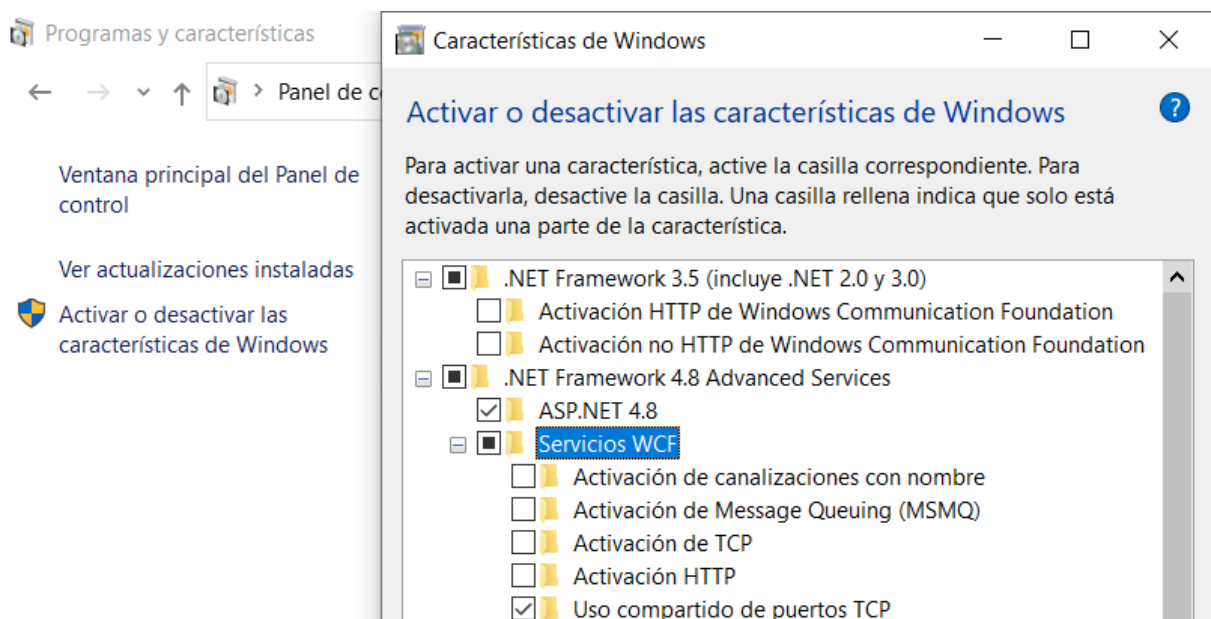 Programas y características
Panel de c
Ventana principal del Panel de
control
Ver actualizaciones instaladas
Activar o desactivar las
características de Windows
Características de Windows
Activar o desactivar las características de Windows
?
Para activar una característica, active la casilla correspondiente. Para
desactivarla, desactive la casilla. Una casilla rellena indica que solo está
activada una parte de la característica.
.NET Framework 3.5 (incluye .NET 2.0 y 3.0)
Activación HTTP de Windows Communication Foundation
Activación no HTTP de Windows Communication Foundation
.NET Framework 4.8 Advanced Services
ASP.NET 4.8
Servicios WCF
Activación de canalizaciones con nombre
Activación de Message Queuing (MSMQ)
Activación de TCP
Activación HTTP
Uso compartido de puertos TCP